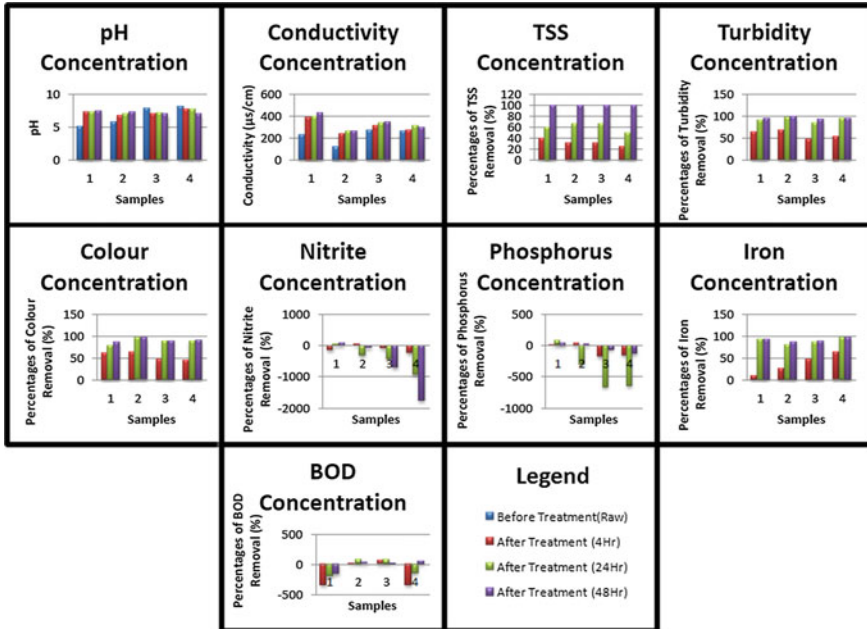 pH
Concentration
pH
10
5
0
1 2 3 4
Samples
Conductivity
Concentration
Conductivity (µs/cm)
600
400
200
0
1 2 3 4
Samples
TSS
Concentration
Percentages of TSS
Removal (%)
100
80
60
40
20
0
1 2 3 4
Samples
Turbidity
Concentration
Percentages of Turbidity
Removal (%)
150
100
50
0
1 2 3 4
Samples
Colour
Concentration
Percentages of Colour
Removal (%)
150
100
50
0
1 2 3 4
Samples
Nitrite
Concentration
Percentages of Nitrite
Removal (%)
1000
0
-1000
-2000
1 2 3 4
Samples
Phosphorus
Concentration
Percentages of Phosphorus
Removal (%)
500
0
-500
-1000
1 2 3 4
Samples
Iron
Concentration
Percentages of Iron
Removal (%)
150
100
50
0
1 2 3 4
Samples
BOD
Concentration
Percentages of BOD
Removal (%)
500
0
-500
1 2 3 4
Samples
Legend
Before Treatment(Raw)
After Treatment (4Hr)
After Treatment (24Hr)
After Treatment (48Hr)